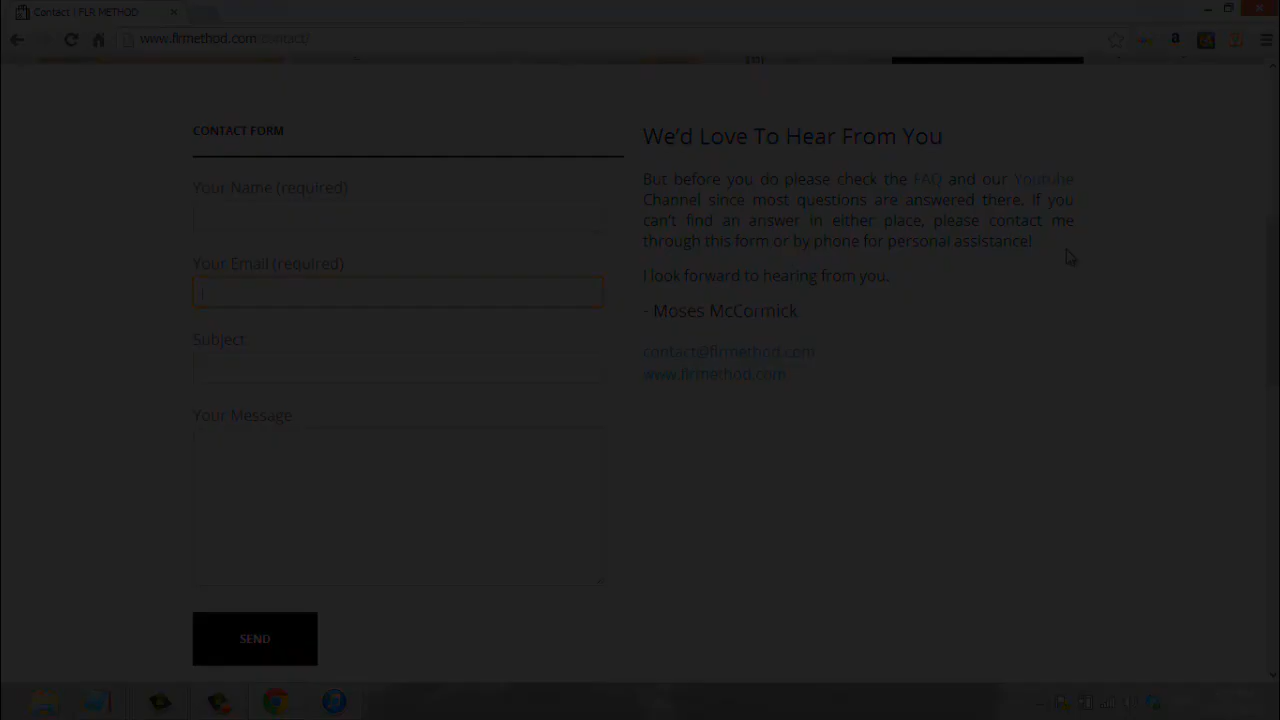 Contact | FLR METHOD
www.flrmethod.com/contact/
CONTACT FORM
Your Name (required)
Your Email (required)
Subject
Your Message
SEND
We'd Love To Hear From You
But before you do please check the FAQ and our Youtube
Channel since most questions are answered there. If you
can't find an answer in either place, please contact me
through this form or by phone for personal assistance!
I look forward to hearing from you.
- Moses McCormick
contact@flrmethod.com
www.flrmethod.com